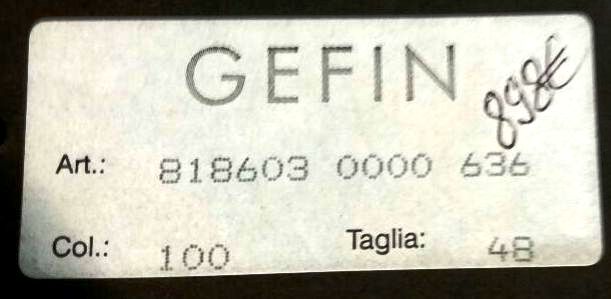 GEFIN
898€
Art.: 818603 0000 636
Col.: 100 Taglia: 48